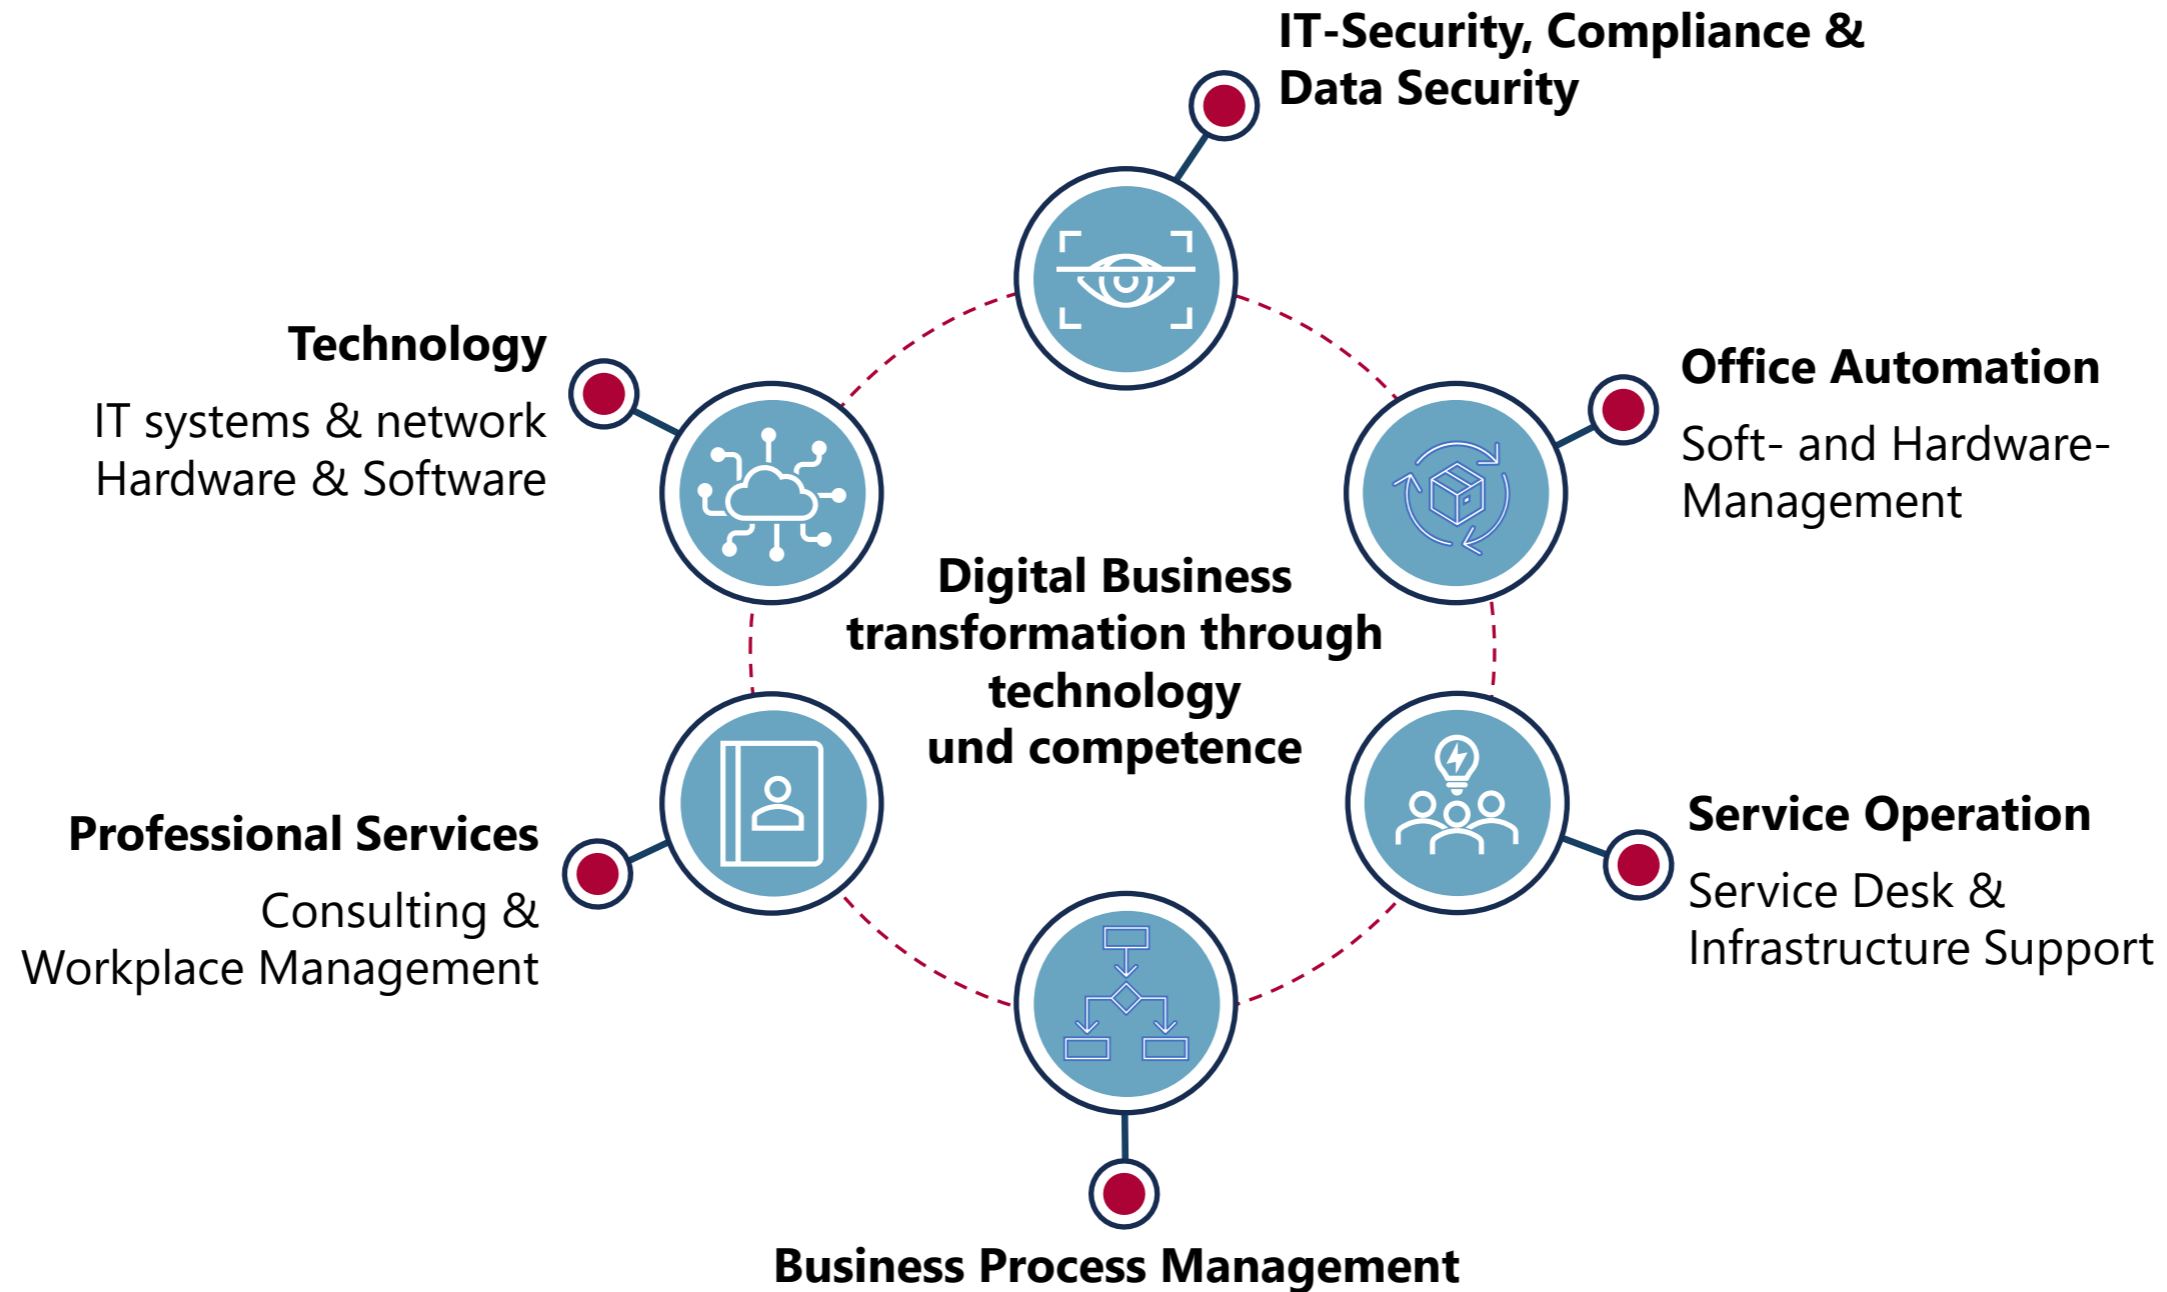 IT-Security, Compliance &
Data Security
Technology
IT systems & network
Hardware & Software
Office Automation
Soft- and Hardware-
Management
Digital Business
transformation through
technology
und competence
Professional Services
Consulting &
Workplace Management
Service Operation
Service Desk &
Infrastructure Support
Business Process Management